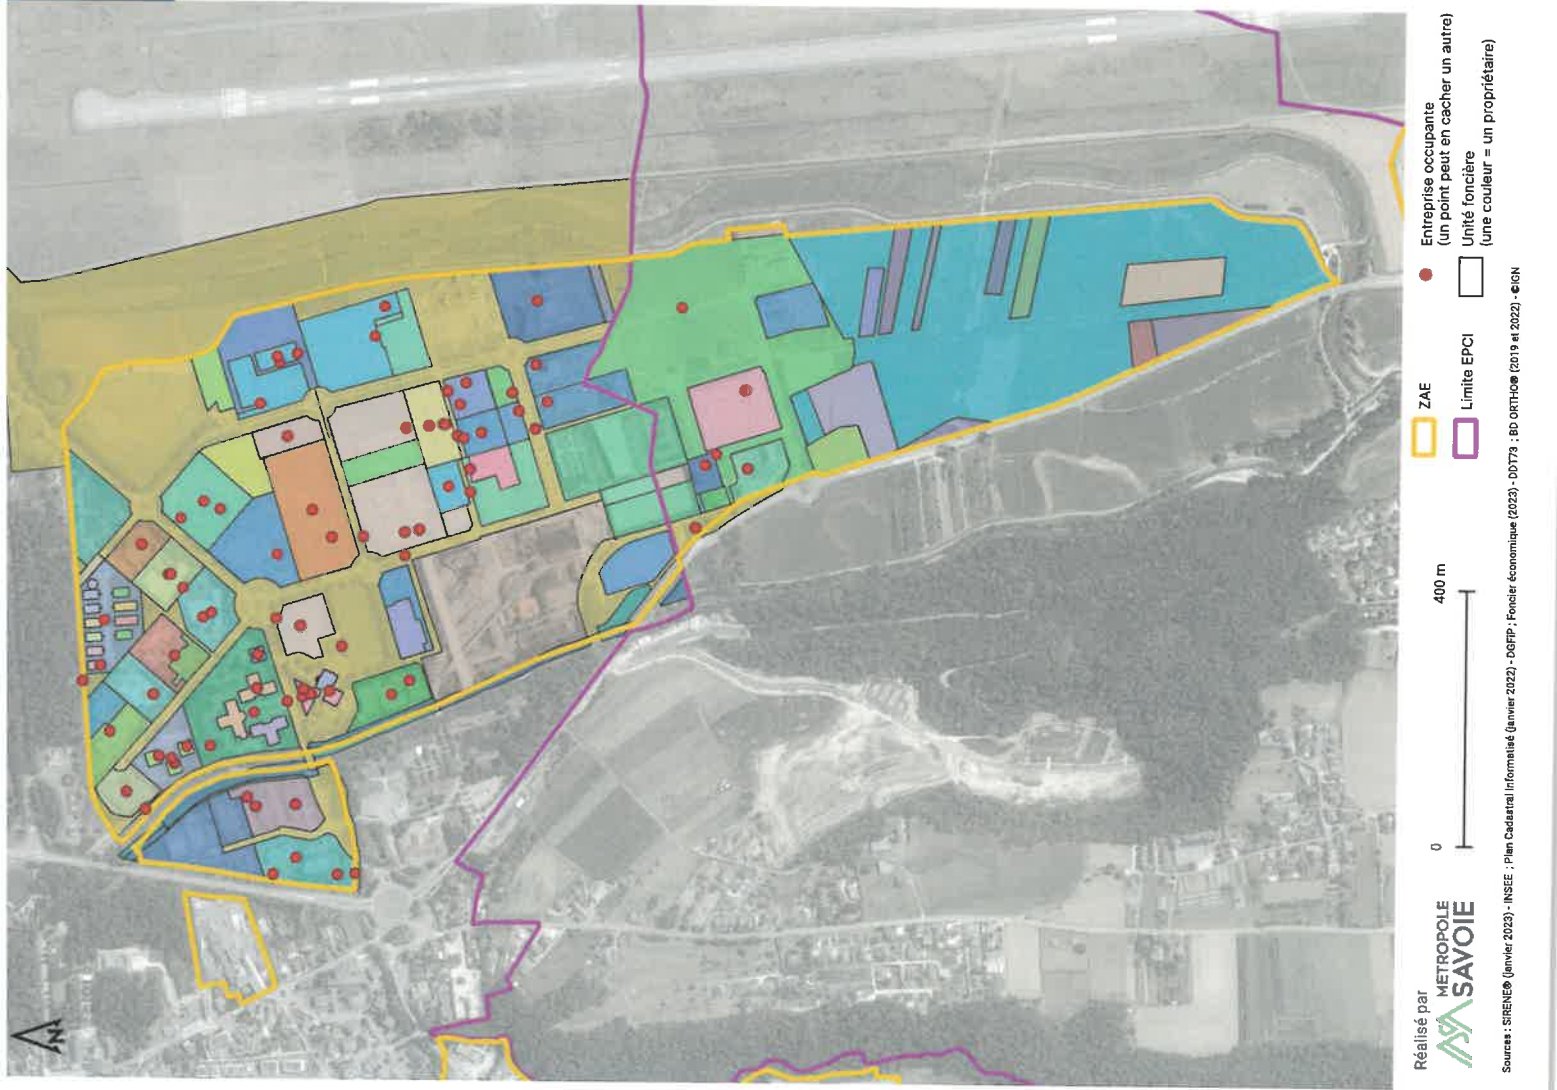 N
Entreprise occupante
(un point peut en cacher un autre)
Unité foncière
(une couleur = un propriétaire)
ZAE
Limite EPCI
0
400 m
Réalisé par
METROPOLE
SAVOIE
Sources : SIRENE® (janvier 2023) - INSEE ; Plan Cadastral Informatisé (janvier 2022) - DGFIP ; Foncier économique (2023) - DDT73 ; BD ORTHO® (2019 et 2022) - ©IGN